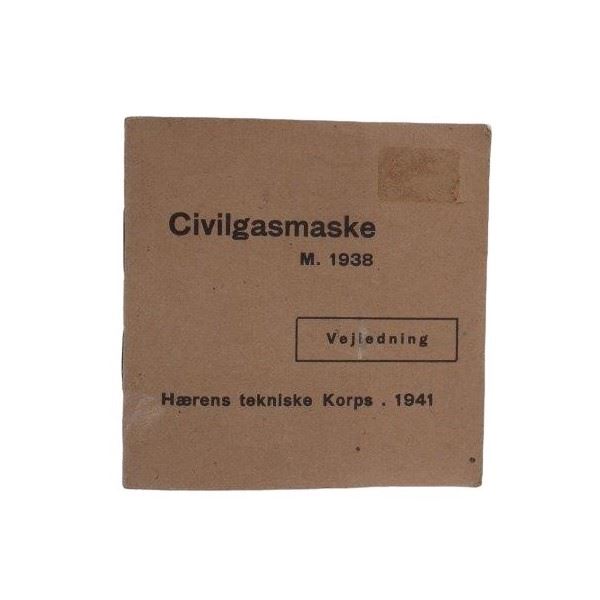 Civilgasmaske
M. 1938
Vejledning
Hærens tekniske Korps . 1941